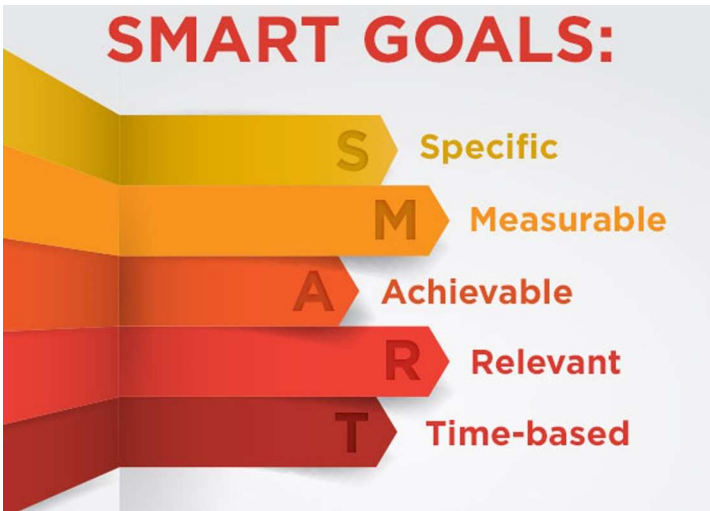 SMART GOALS:
S Specific
M Measurable
A Achievable
R Relevant
T Time-based